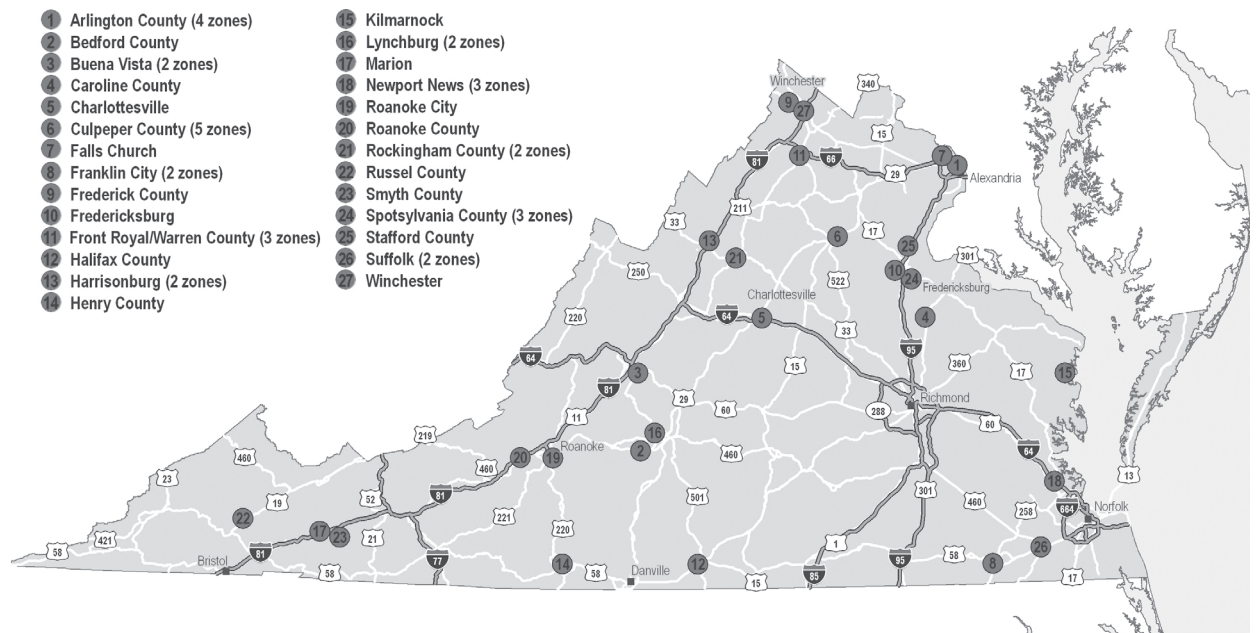 1 Arlington County (4 zones)
2 Bedford County
3 Buena Vista (2 zones)
4 Caroline County
5 Charlottesville
6 Culpeper County (5 zones)
7 Falls Church
8 Franklin City (2 zones)
9 Frederick County
10 Fredericksburg
11 Front Royal/Warren County (3 zones)
12 Halifax County
13 Harrisonburg (2 zones)
14 Henry County
15 Kilmarnock
16 Lynchburg (2 zones)
17 Marion
18 Newport News (3 zones)
19 Roanoke City
20 Roanoke County
21 Rockingham County (2 zones)
22 Russel County
23 Smyth County
24 Spotsylvania County (3 zones)
25 Stafford County
26 Suffolk (2 zones)
27 Winchester
Winchester
340
9
27
15
81
11
66
7
1
29
Alexandria
211
33
13
21
6
17
25
301
250
10
24
522
Fredericksburg
Charlottesville
220
64
5
33
4
64
95
3
81
15
360
17
15
29
60
288
Richmond
11
219
16
60
Roanoke
2
460
64
460
20
19
460
23
18
13
81
501
301
52
19
460
258
664
Norfolk
22
221
17
23
220
421
21
1
26
58
81
58
Bristol
77
14
12
95
8
58
58
Danville
15
85
17